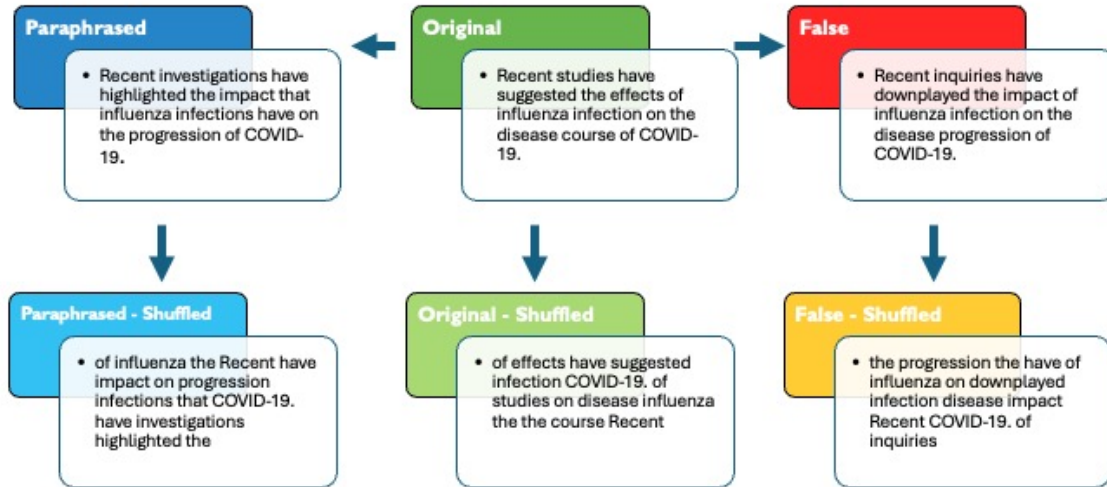 Paraphrased
• Recent investigations have
highlighted the impact that
influenza infections have on
the progression of COVID-
19.
Original
• Recent studies have
suggested the effects of
influenza infection on the
disease course of COVID-
19.
False
• Recent inquiries have
downplayed the impact of
influenza infection on the
disease progression of
COVID-19.
Paraphrased - Shuffled
• of influenza the Recent have
impact on progression
infections that COVID-19.
have investigations
highlighted the
Original - Shuffled
• of effects have suggested
infection COVID-19. of
studies on disease influenza
the the course Recent
False - Shuffled
• the progression the have of
influenza on downplayed
infection disease impact
Recent COVID-19. of
inquiries